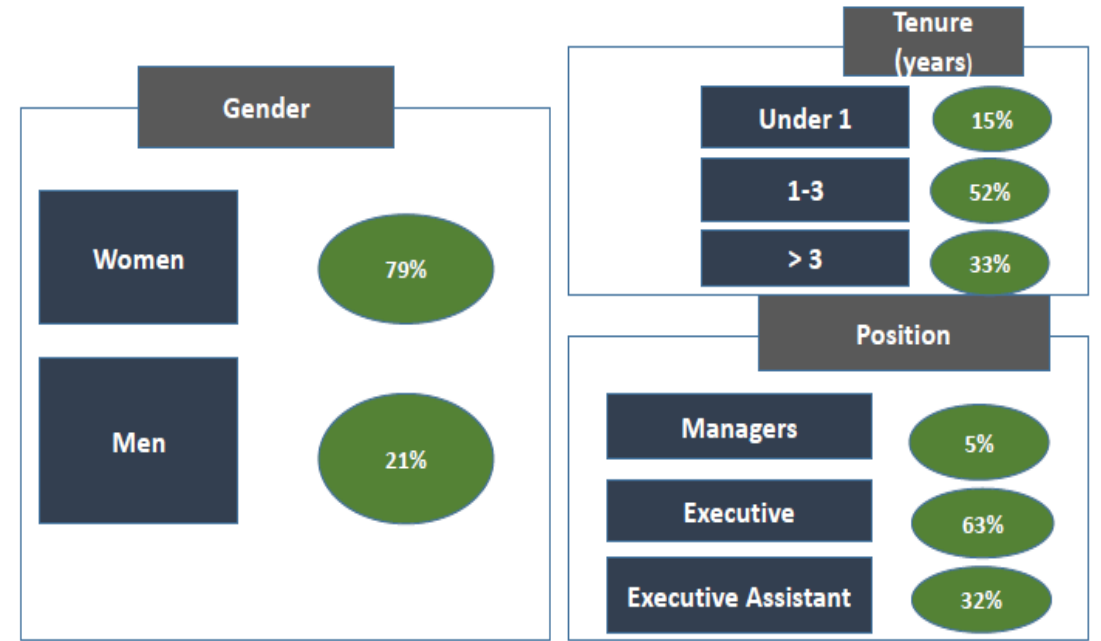 Gender
Women
79%
Men
21%
Tenure
(years)
Under 1
15%
1-3
52%
> 3
33%
Position
Managers
5%
Executive
63%
Executive Assistant
32%